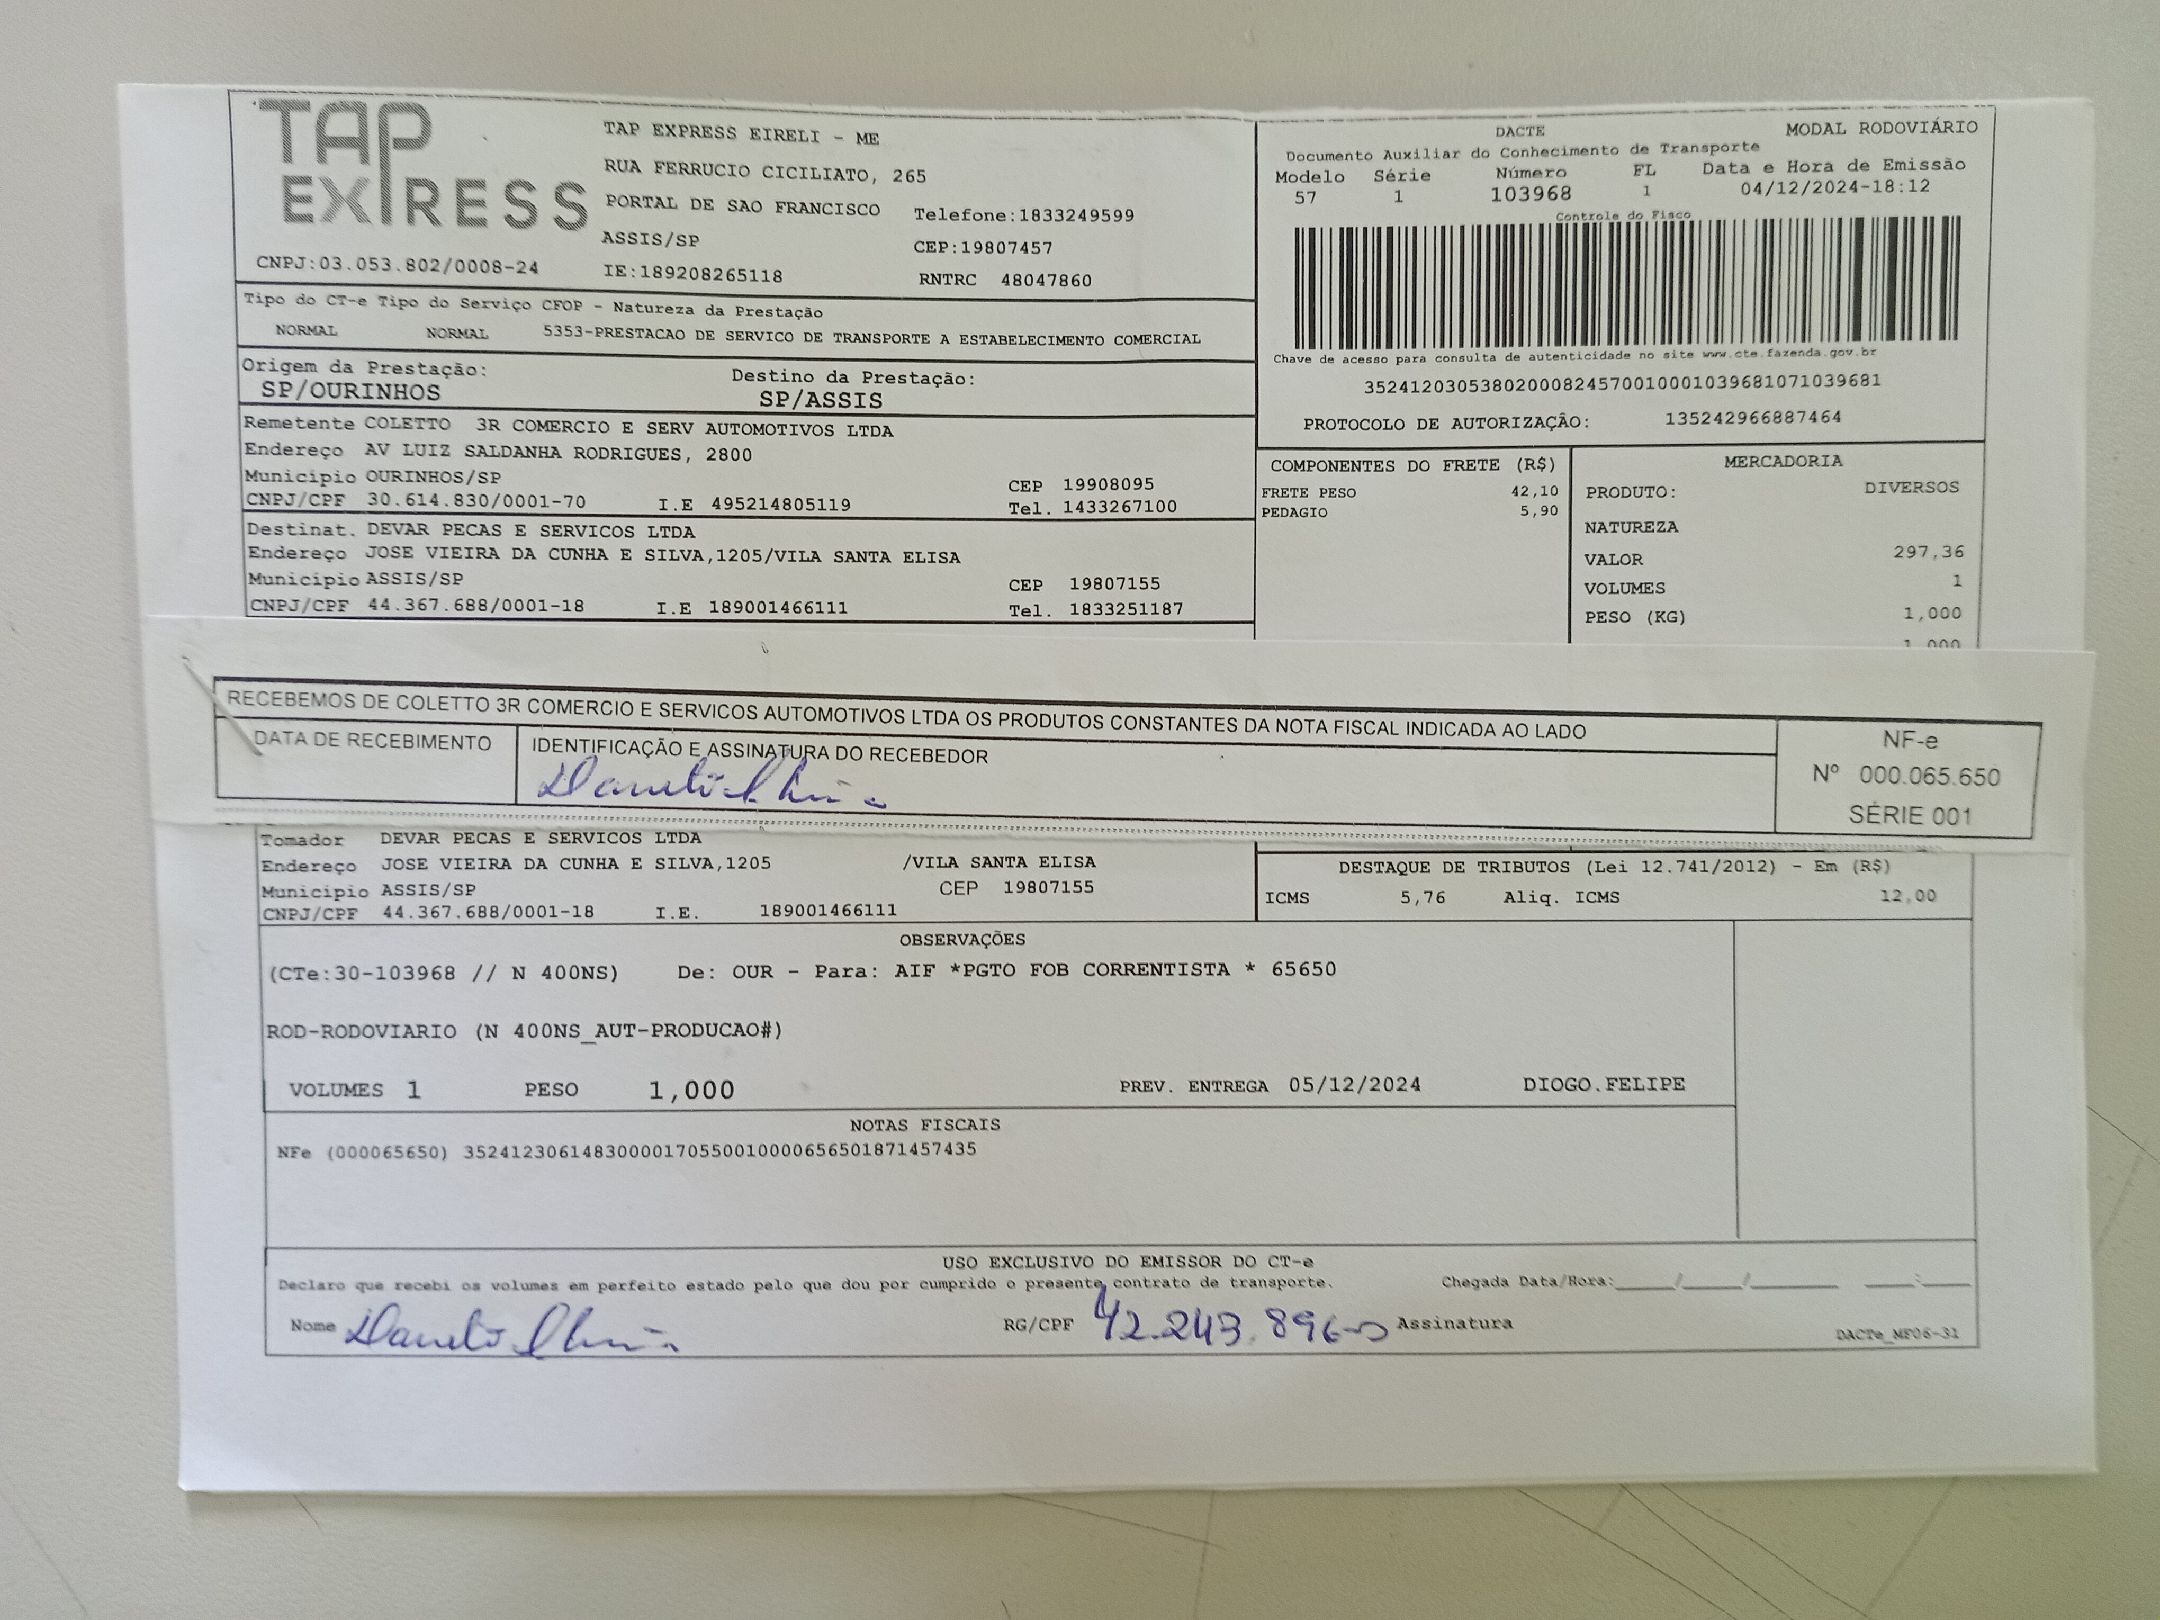 TAP EXPRESS
TAP EXPRESS EIRELI - ME
RUA FERRUCIO CICILIATO, 265
PORTAL DE SAO FRANCISCO Telefone:1833249599
ASSIS/SP CEP:19807457
CNPJ:03.053.802/0008-24 IE:189208265118 RNTRC 48047860
DACTE MODAL RODOVIÁRIO
Documento Auxiliar do Conhecimento de Transporte
Modelo Série Número FL Data e Hora de Emissão
57 1 103968 1 04/12/2024-18:12
Controle do Fisco
Chave de acesso para consulta de autenticidade no site www.cte.fazenda.gov.br
35241203053802000824570010001039681071039681
PROTOCOLO DE AUTORIZAÇÃO: 135242966887464
Tipo do CT-e Tipo do Serviço CFOP - Natureza da Prestação
NORMAL NORMAL 5353-PRESTACAO DE SERVICO DE TRANSPORTE A ESTABELECIMENTO COMERCIAL
Origem da Prestação: Destino da Prestação:
SP/OURINHOS SP/ASSIS
Remetente COLETTO 3R COMERCIO E SERV AUTOMOTIVOS LTDA
Endereço AV LUIZ SALDANHA RODRIGUES, 2800
Município OURINHOS/SP CEP 19908095
CNPJ/CPF 30.614.830/0001-70 I.E 495214805119 Tel. 1433267100
Destinat. DEVAR PECAS E SERVICOS LTDA
Endereço JOSE VIEIRA DA CUNHA E SILVA,1205/VILA SANTA ELISA
Município ASSIS/SP CEP 19807155
CNPJ/CPF 44.367.688/0001-18 I.E 189001466111 Tel. 1833251187
COMPONENTES DO FRETE (R$)
FRETE PESO 42,10
PEDAGIO 5,90
MERCADORIA
PRODUTO: DIVERSOS
NATUREZA
VALOR 297,36
VOLUMES 1
PESO (KG) 1,000
1,000
RECEBEMOS DE COLETTO 3R COMERCIO E SERVICOS AUTOMOTIVOS LTDA OS PRODUTOS CONSTANTES DA NOTA FISCAL INDICADA AO LADO
DATA DE RECEBIMENTO IDENTIFICAÇÃO E ASSINATURA DO RECEBEDOR
NF-e
Nº 000.065.650
SÉRIE 001
Tomador DEVAR PECAS E SERVICOS LTDA
Endereço JOSE VIEIRA DA CUNHA E SILVA,1205 /VILA SANTA ELISA
Município ASSIS/SP CEP 19807155
CNPJ/CPF 44.367.688/0001-18 I.E. 189001466111
DESTAQUE DE TRIBUTOS (Lei 12.741/2012) - Em (R$)
ICMS 5,76 Aliq. ICMS 12,00
OBSERVAÇÕES
(CTe:30-103968 // N 400NS) De: OUR - Para: AIF *PGTO FOB CORRENTISTA * 65650
ROD-RODOVIARIO (N 400NS_AUT-PRODUCAO#)
VOLUMES 1 PESO 1,000 PREV. ENTREGA 05/12/2024 DIOGO.FELIPE
NOTAS FISCAIS
NFe (000065650) 35241230614830000170550010000656501871457435
USO EXCLUSIVO DO EMISSOR DO CT-e
Declaro que recebi os volumes em perfeito estado pelo que dou por cumprido o presente contrato de transporte. Chegada Data/Hora:____/____/____ ___:___
Nome RG/CPF 42.243.896-5 Assinatura
DACTe_MF06-31